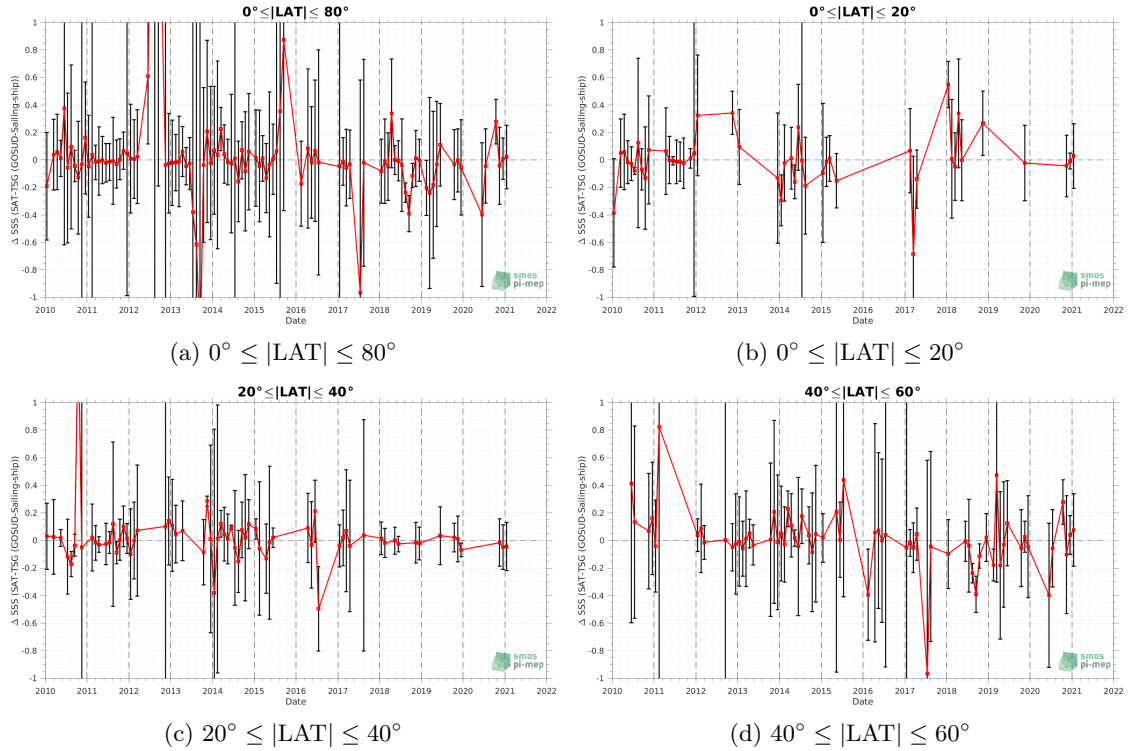 0°≤|LAT|≤ 80°
Δ SSS (SAT-TSG (GOSUD-Sailing-ship))
1
0.8
0.6
0.4
0.2
0
-0.2
-0.4
-0.6
-0.8
-1
2010 2011 2012 2013 2014 2015 2016 2017 2018 2019 2020 2021 2022
Date
smos
pi-mep
(a) 0° ≤ |LAT| ≤ 80°
0°≤|LAT|≤ 20°
Δ SSS (SAT-TSG (GOSUD-Sailing-ship))
1
0.8
0.6
0.4
0.2
0
-0.2
-0.4
-0.6
-0.8
-1
2010 2011 2012 2013 2014 2015 2016 2017 2018 2019 2020 2021 2022
Date
smos
pi-mep
(b) 0° ≤ |LAT| ≤ 20°
20°≤|LAT|≤ 40°
Δ SSS (SAT-TSG (GOSUD-Sailing-ship))
1
0.8
0.6
0.4
0.2
0
-0.2
-0.4
-0.6
-0.8
-1
2010 2011 2012 2013 2014 2015 2016 2017 2018 2019 2020 2021 2022
Date
smos
pi-mep
(c) 20° ≤ |LAT| ≤ 40°
40°≤|LAT|≤ 60°
Δ SSS (SAT-TSG (GOSUD-Sailing-ship))
1
0.8
0.6
0.4
0.2
0
-0.2
-0.4
-0.6
-0.8
-1
2010 2011 2012 2013 2014 2015 2016 2017 2018 2019 2020 2021 2022
Date
smos
pi-mep
(d) 40° ≤ |LAT| ≤ 60°